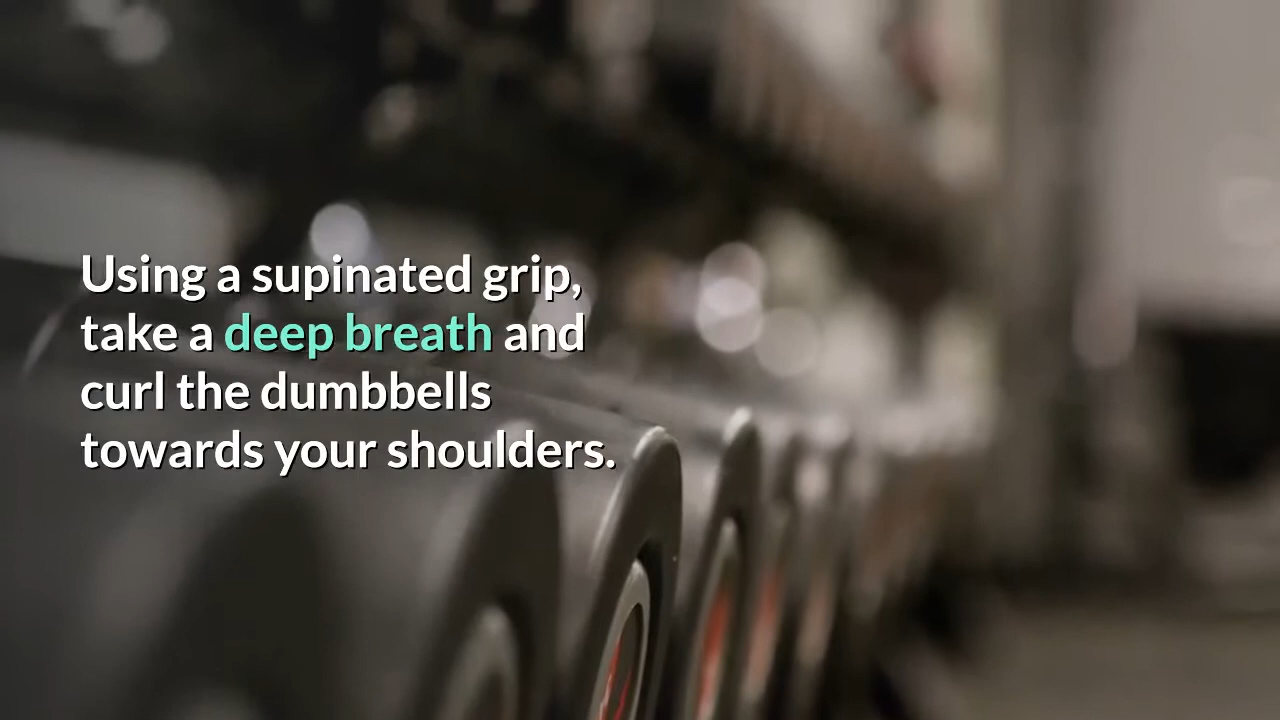 Using a supinated grip,
take a deep breath and
curl the dumbbells
towards your shoulders.